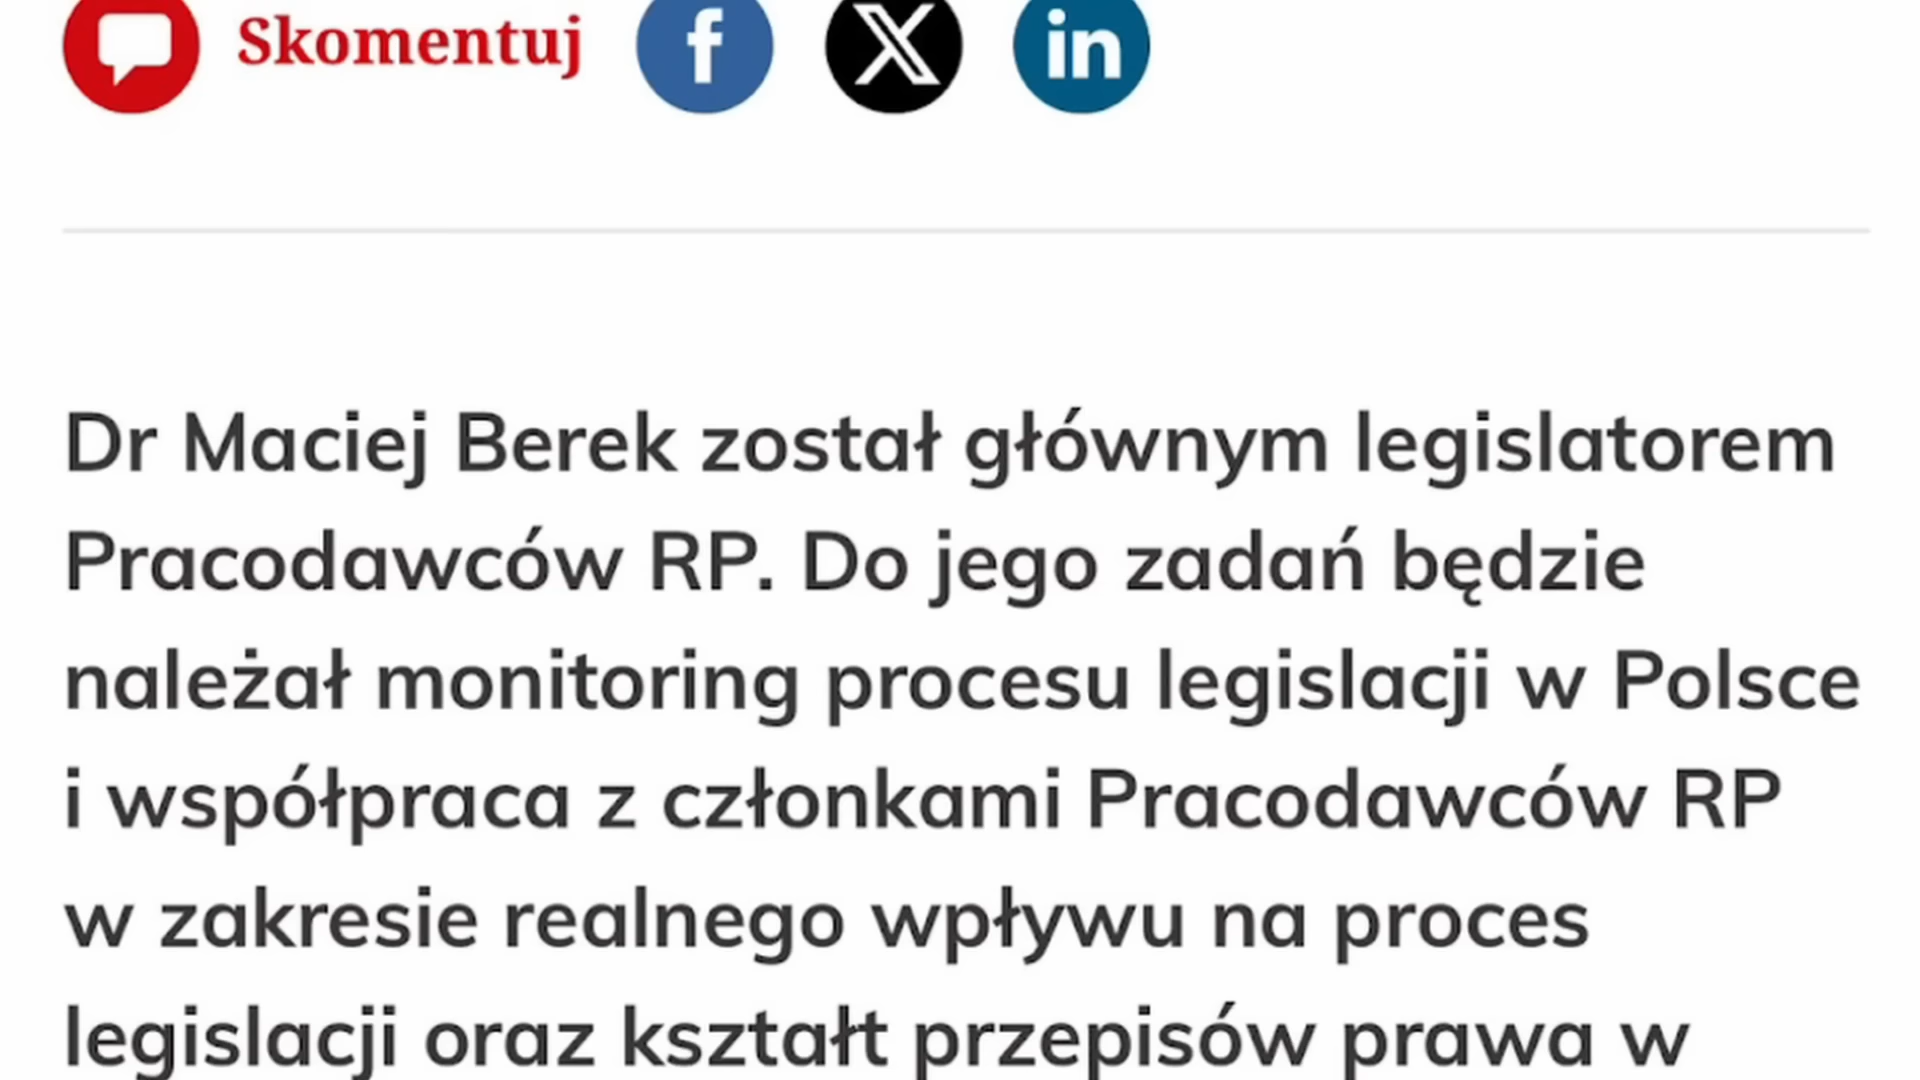 Skomentuj
Dr Maciej Berek został głównym legislatorem
Pracodawców RP. Do jego zadań będzie
należał monitoring procesu legislacji w Polsce
i współpraca z członkami Pracodawców RP
w zakresie realnego wpływu na proces
legislacji oraz kształt przepisów prawa w